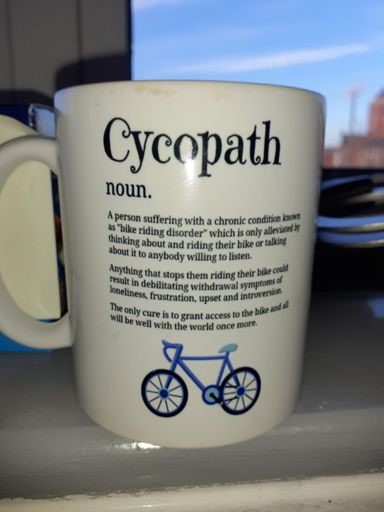 Cycopath
noun.
A person suffering with a chronic condition known
as "bike riding disorder" which is only alleviated by
thinking about and riding their bike or talking
about it to anybody willing to listen.
Anything that stops them riding their bike could
result in debilitating withdrawal symptoms of
loneliness, frustration, upset and introversion.
The only cure is to grant access to the bike and all
will be well with the world once more.